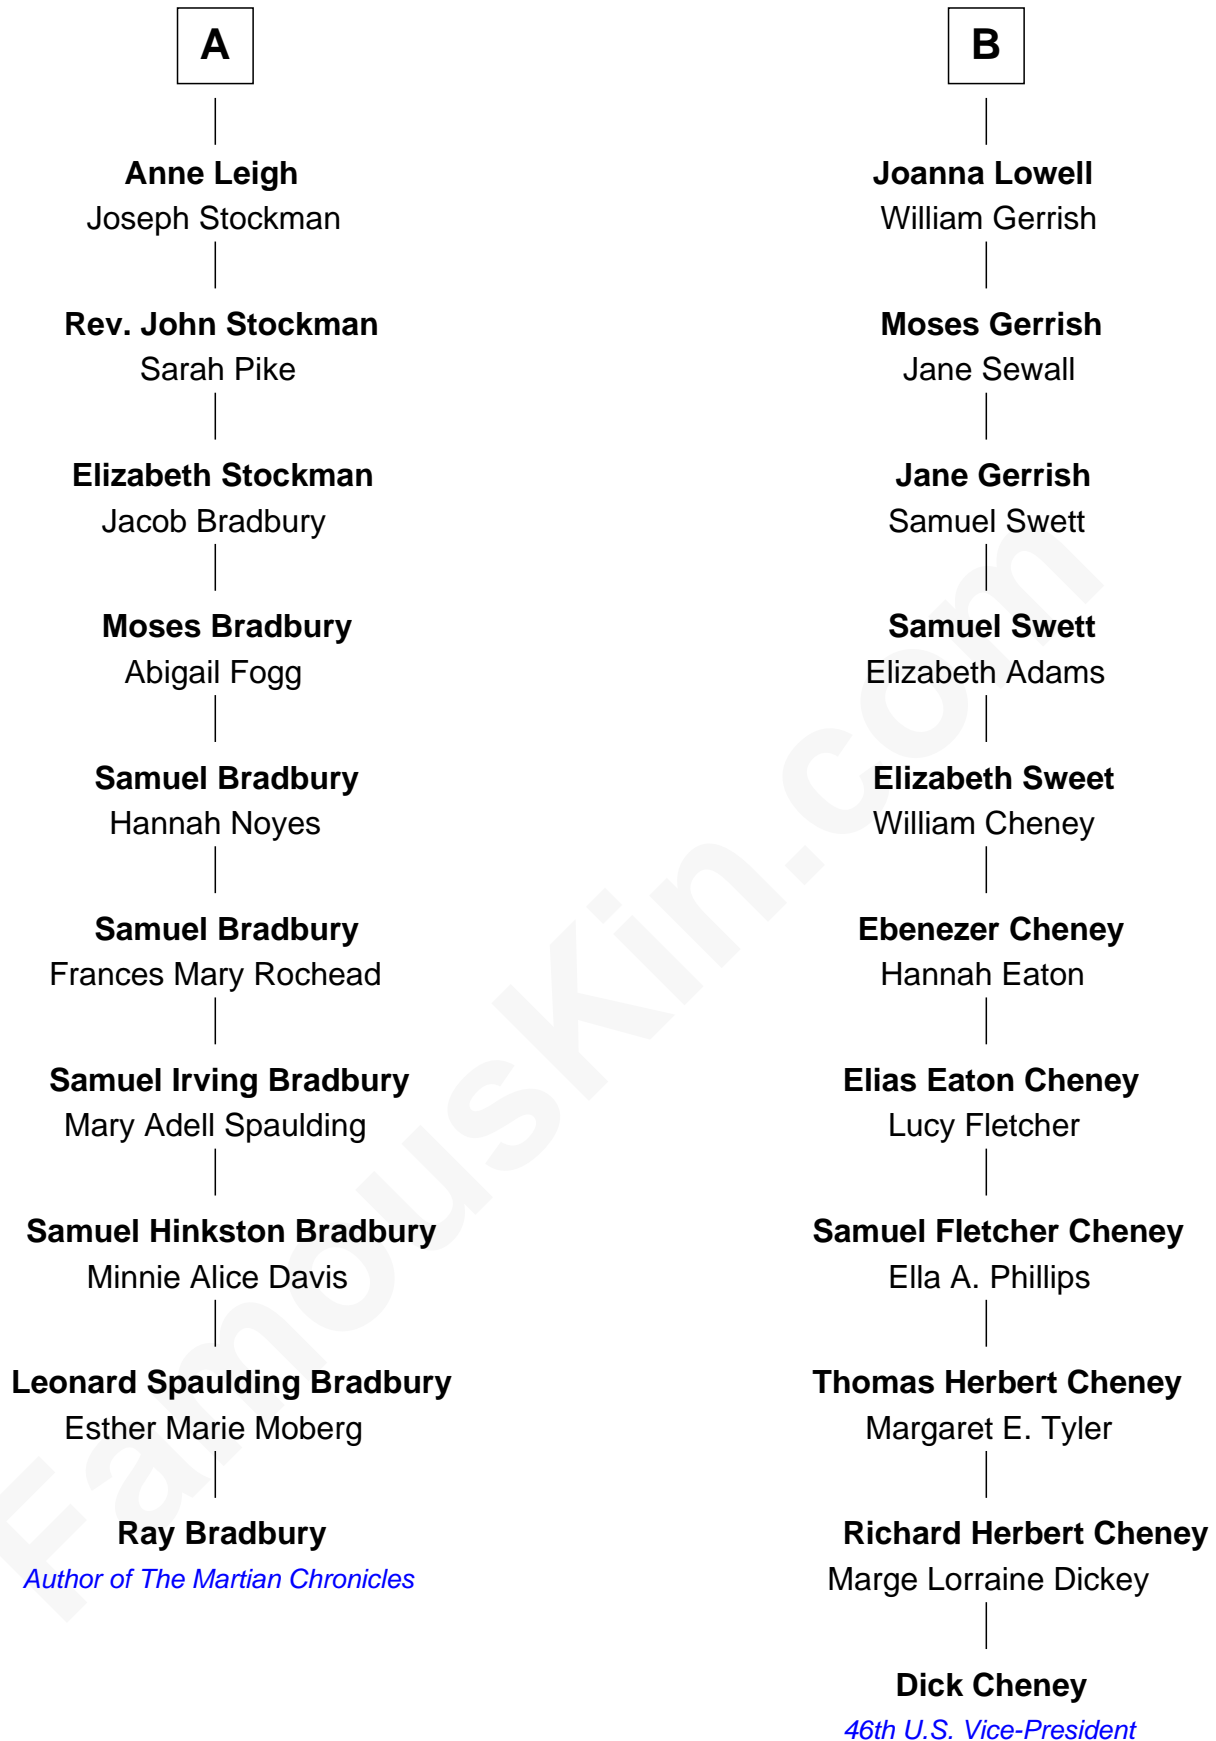 A
Anne Leigh
Joseph Stockman
Rev. John Stockman
Sarah Pike
Elizabeth Stockman
Jacob Bradbury
Moses Bradbury
Abigail Fogg
Samuel Bradbury
Hannah Noyes
Samuel Bradbury
Frances Mary Rochead
Samuel Irving Bradbury
Mary Adell Spaulding
Samuel Hinkston Bradbury
Minnie Alice Davis
Leonard Spaulding Bradbury
Esther Marie Moberg
Ray Bradbury
Author of The Martian Chronicles
B
Joanna Lowell
William Gerrish
Moses Gerrish
Jane Sewall
Jane Gerrish
Samuel Swett
Samuel Swett
Elizabeth Adams
Elizabeth Sweet
William Cheney
Ebenezer Cheney
Hannah Eaton
Elias Eaton Cheney
Lucy Fletcher
Samuel Fletcher Cheney
Ella A. Phillips
Thomas Herbert Cheney
Margaret E. Tyler
Richard Herbert Cheney
Marge Lorraine Dickey
Dick Cheney
46th U.S. Vice-President
FamousKin.com